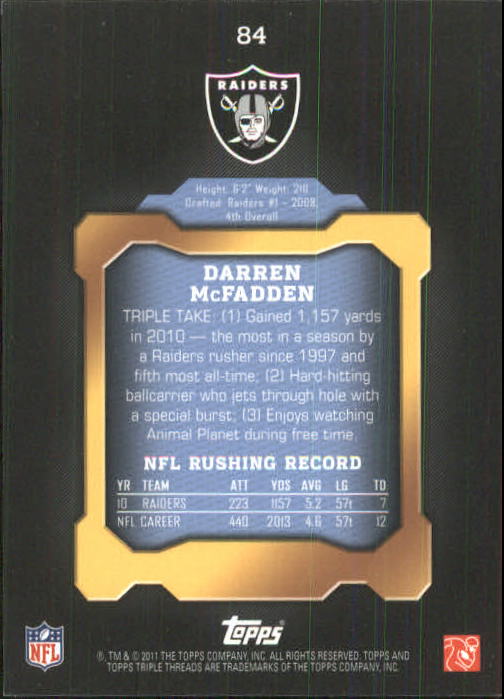 84
RAIDERS
Height: 6'2" Weight: 210
Drafted: Raiders #1 - 2008,
4th Overall
DARREN
McFADDEN
TRIPLE TAKE: (1) Gained 1,157 yards
in 2010 — the most in a season by
a Raiders rusher since 1997 and
fifth most all-time; (2) Hard-hitting
ballcarrier who jets through hole with
a special burst; (3) Enjoys watching
Animal Planet during free time.
NFL RUSHING RECORD
YR TEAM ATT YDS AVG LG TD
10 RAIDERS 223 1157 5.2 57t 7
NFL CAREER 440 2013 4.6 57t 12
topps
NFL
®, TM & © 2011 THE TOPPS COMPANY, INC. ALL RIGHTS RESERVED. TOPPS AND
TOPPS TRIPLE THREADS ARE TRADEMARKS OF THE TOPPS COMPANY, INC.